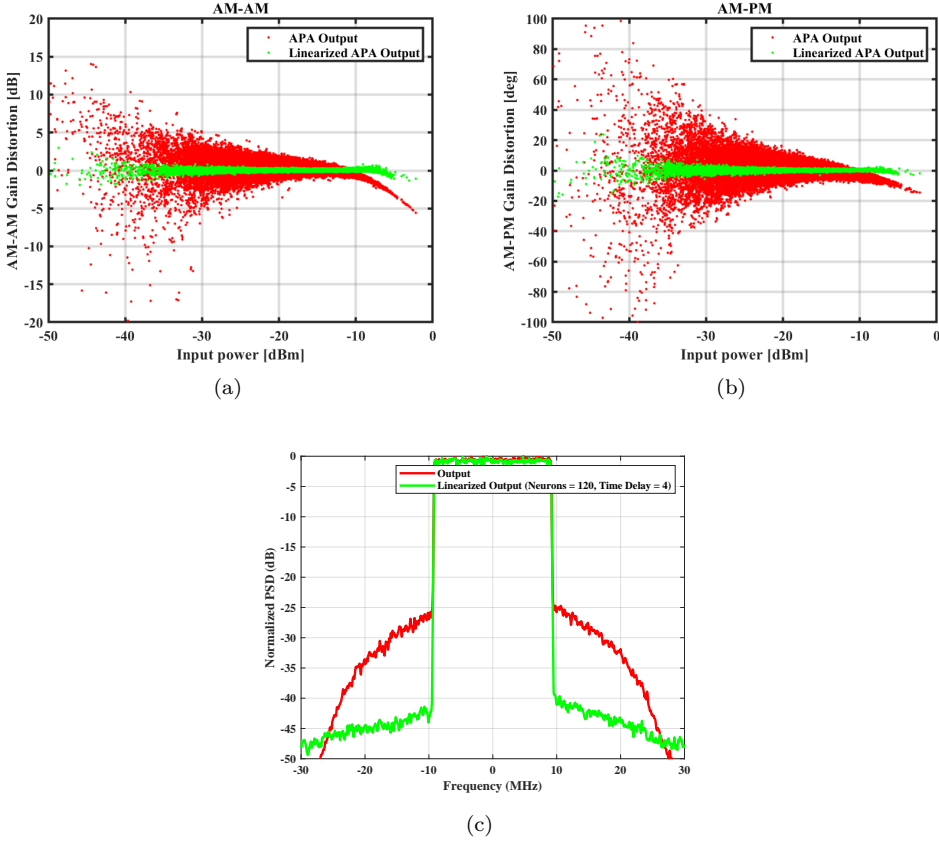 AM-AM
20
15
10
5
0
-5
-10
-15
-20
AM-AM Gain Distortion [dB]
APA Output
Linearized APA Output
-50 -40 -30 -20 -10 0
Input power [dBm]
(a)
AM-PM
100
80
60
40
20
0
-20
-40
-60
-80
-100
AM-PM Gain Distortion [deg]
APA Output
Linearized APA Output
-50 -40 -30 -20 -10 0
Input power [dBm]
(b)
0
-5
-10
-15
-20
-25
-30
-35
-40
-45
-50
Normalized PSD (dB)
Output
Linearized Output (Neurons = 120, Time Delay = 4)
-30 -20 -10 0 10 20 30
Frequency (MHz)
(c)